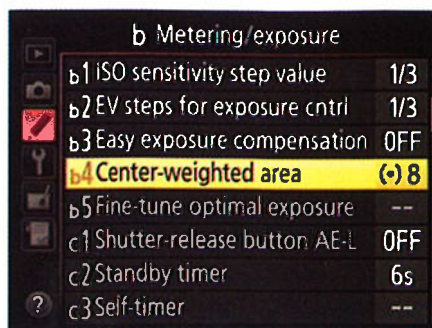 b Metering/exposure
b1 ISO sensitivity step value 1/3
b2 EV steps for exposure cntrl 1/3
b3 Easy exposure compensation OFF
b4 Center-weighted area (•) 8
b5 Fine-tune optimal exposure --
c1 Shutter-release button AE-L OFF
c2 Standby timer 6s
c3 Self-timer --
?